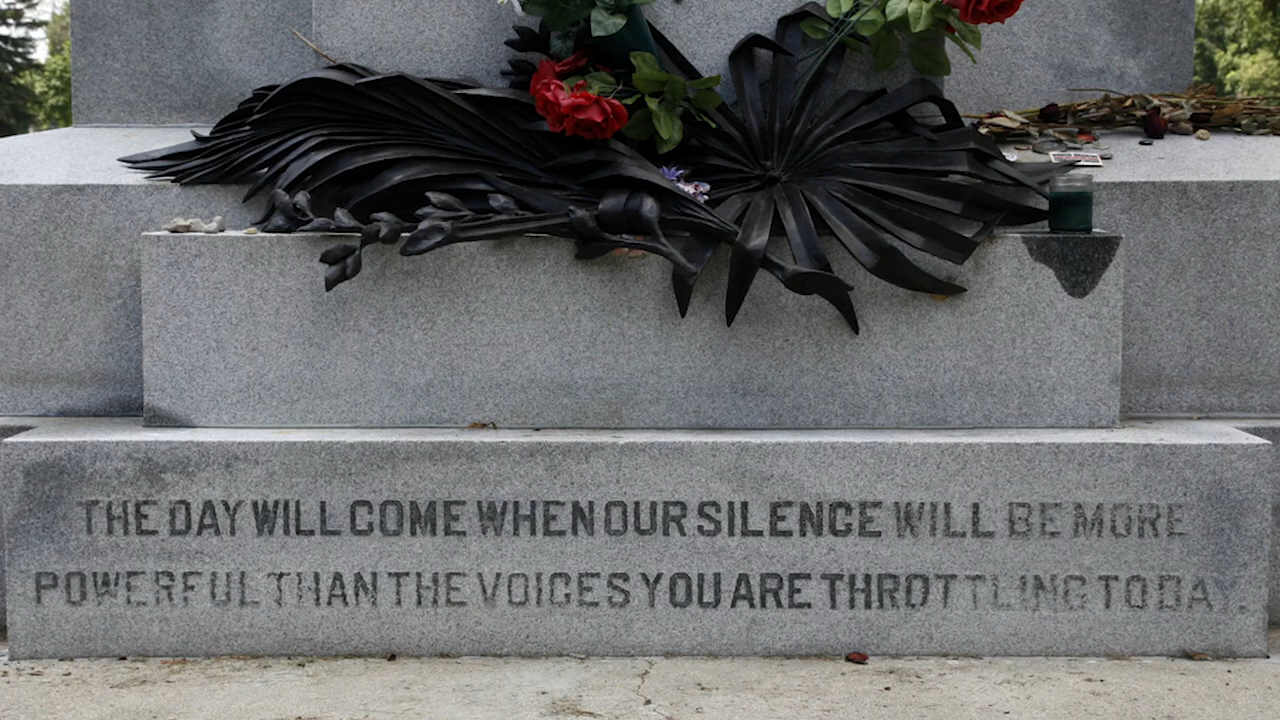 THE DAY WILL COME WHEN OUR SILENCE WILL BE MORE
POWERFUL THAN THE VOICES YOU ARE THROTTLING TODAY.